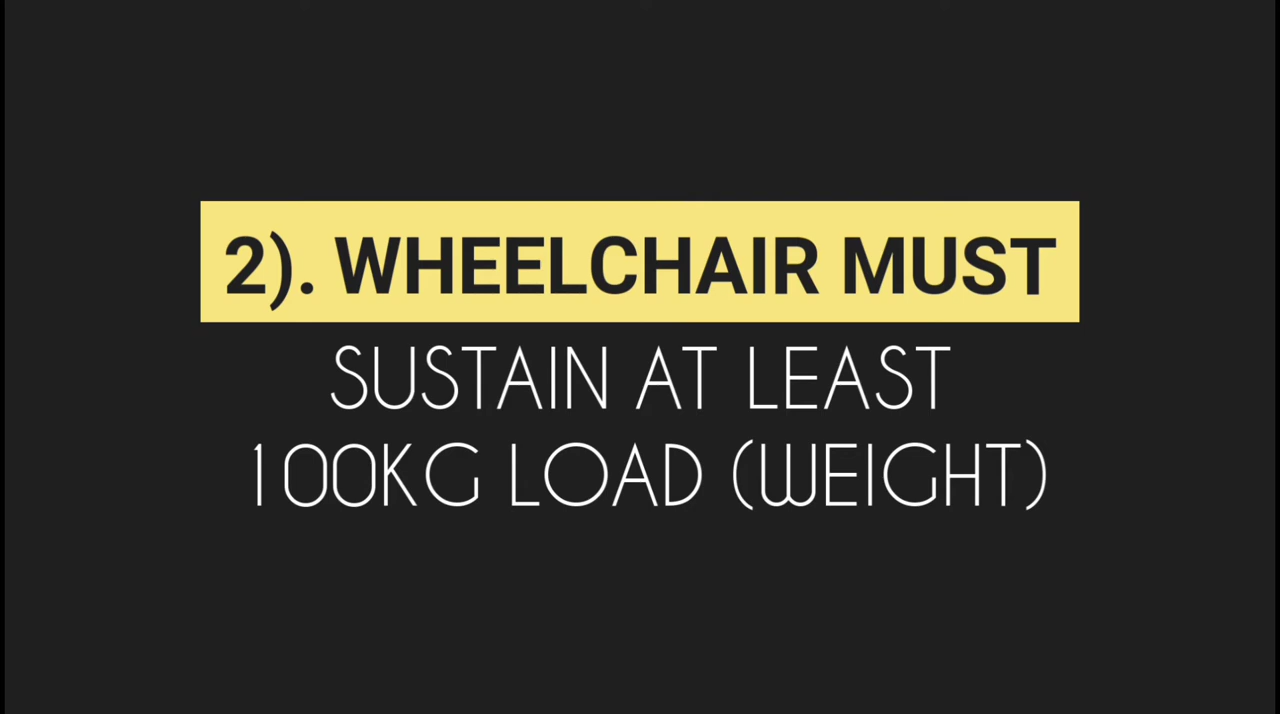 2). WHEELCHAIR MUST
SUSTAIN AT LEAST
100KG LOAD (WEIGHT)